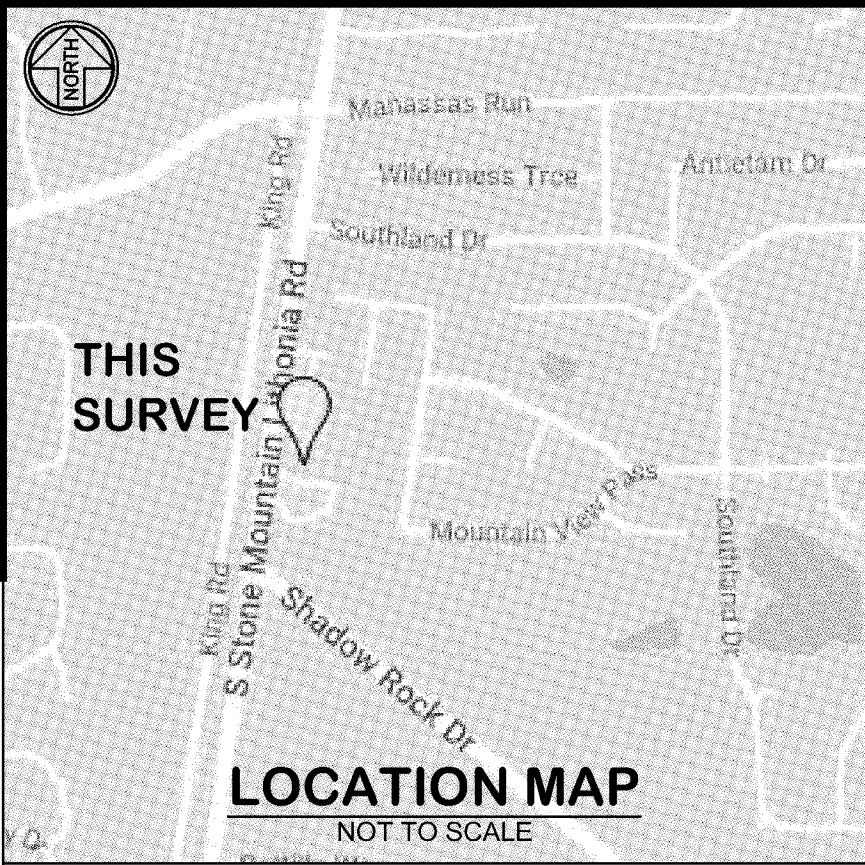 NORTH
Manassas Run
King Rd
Wilderness Trce
Antietam Dr
Southland Dr
S Stone Mountain Lithonia Rd
THIS
SURVEY
Mountain View Pass
Southland Dr
King Rd
Shadow Rock Dr
LOCATION MAP
NOT TO SCALE